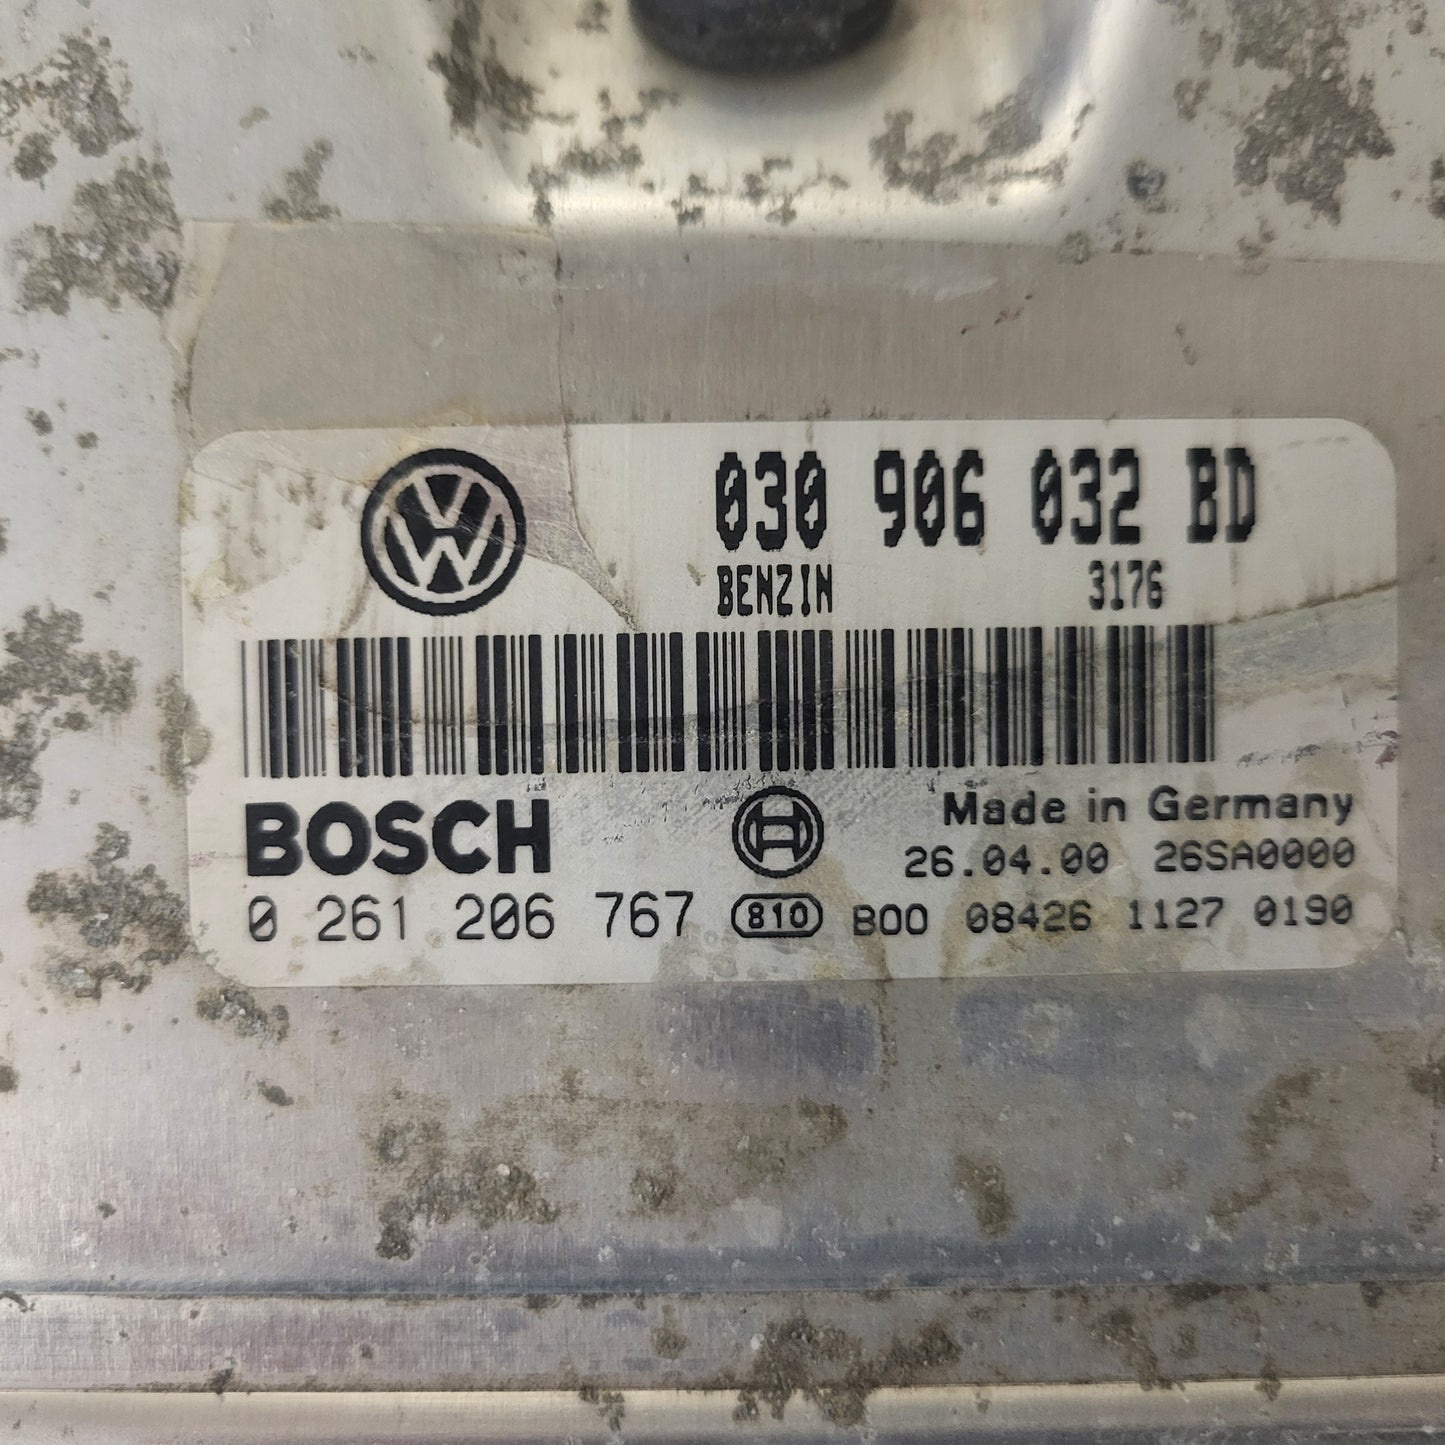 030 906 032 BD
BENZIN 3176
BOSCH
Made in Germany
26.04.00 26SA0000
0 261 206 767 810 BOO 08426 1127 0190